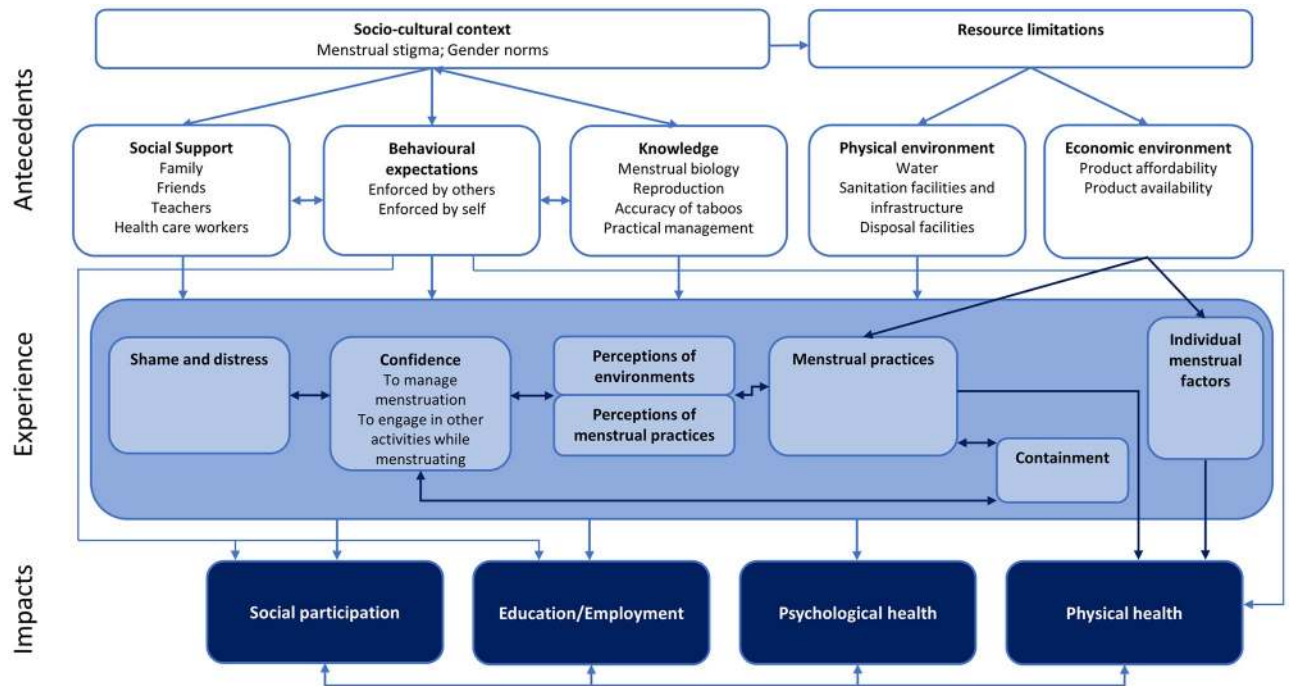 Antecedents
Socio-cultural context
Menstrual stigma; Gender norms
Resource limitations
Social Support
Family
Friends
Teachers
Health care workers
Behavioural
expectations
Enforced by others
Enforced by self
Knowledge
Menstrual biology
Reproduction
Accuracy of taboos
Practical management
Physical environment
Water
Sanitation facilities and
infrastructure
Disposal facilities
Economic environment
Product affordability
Product availability
Experience
Shame and distress
Confidence
To manage
menstruation
To engage in other
activities while
menstruating
Perceptions of
environments
Perceptions of
menstrual practices
Menstrual practices
Containment
Individual
menstrual
factors
Impacts
Social participation
Education/Employment
Psychological health
Physical health